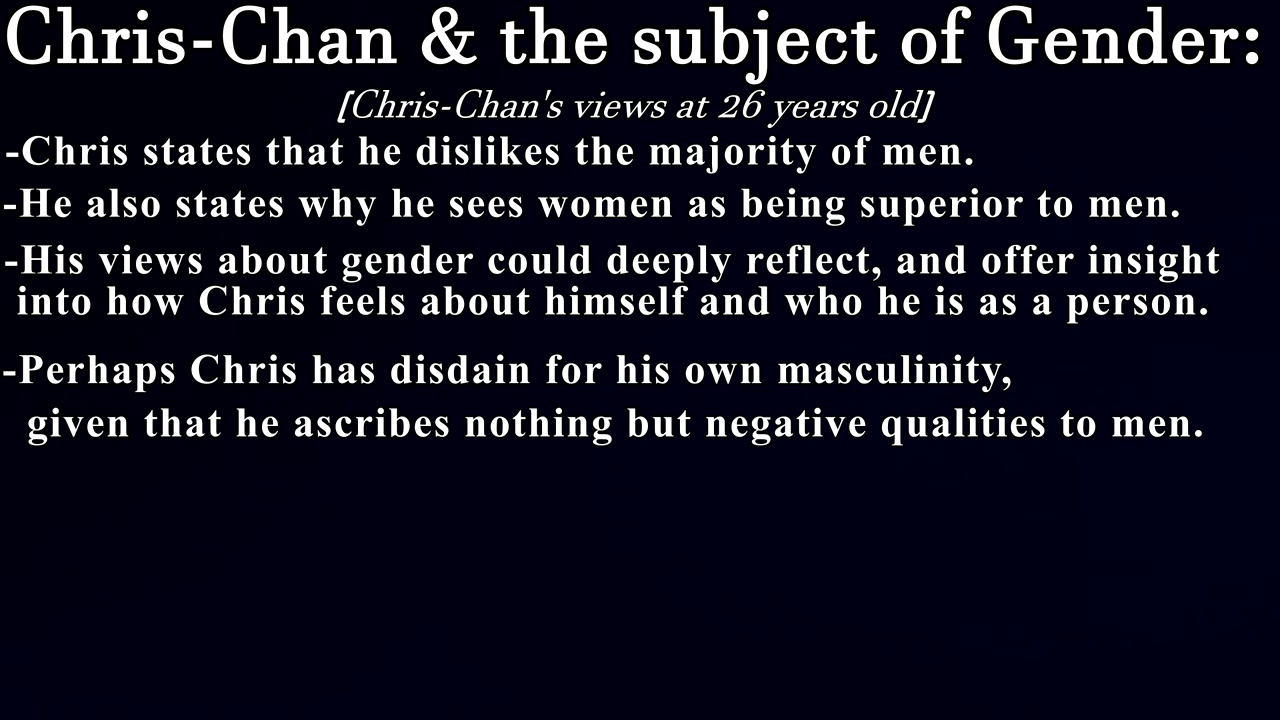 Chris-Chan & the subject of Gender:
[Chris-Chan's views at 26 years old]
-Chris states that he dislikes the majority of men.
-He also states why he sees women as being superior to men.
-His views about gender could deeply reflect, and offer insight
into how Chris feels about himself and who he is as a person.
-Perhaps Chris has disdain for his own masculinity,
given that he ascribes nothing but negative qualities to men.